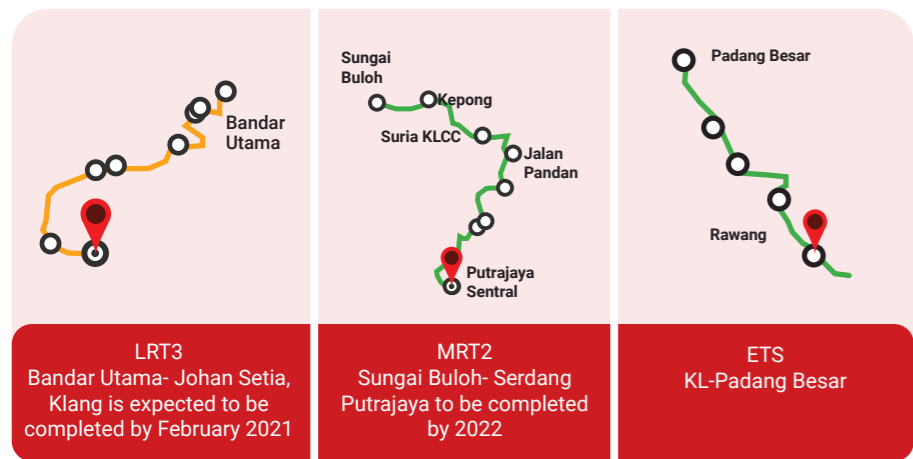 Bandar
Utama
LRT3
Bandar Utama- Johan Setia,
Klang is expected to be
completed by February 2021
Sungai
Buloh
Kepong
Suria KLCC
Jalan
Pandan
Putrajaya
Sentral
MRT2
Sungai Buloh- Serdang
Putrajaya to be completed
by 2022
Padang Besar
Rawang
ETS
KL-Padang Besar